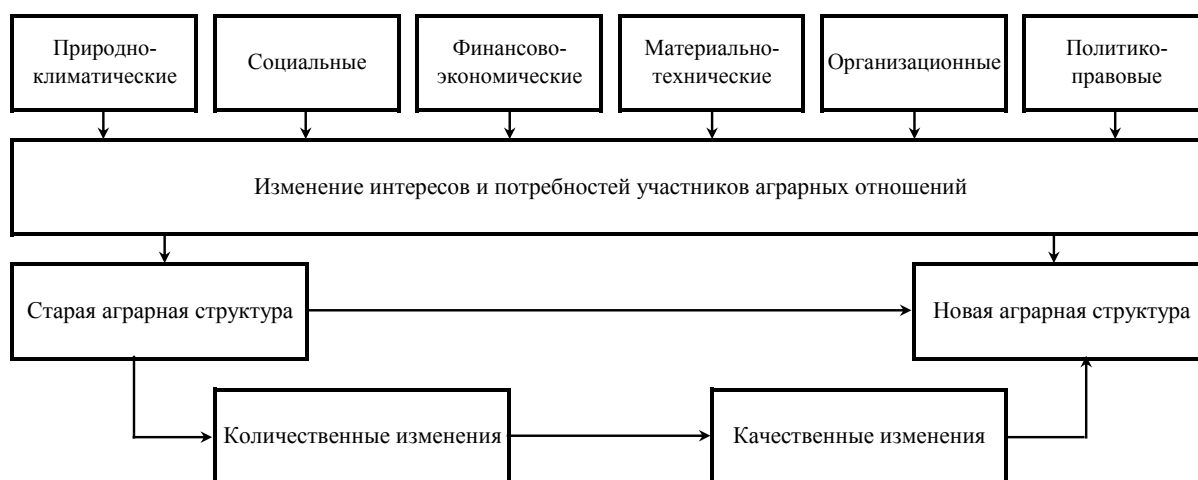 Природно-
климатические
Социальные
Финансово-
экономические
Материально-
технические
Организационные
Политико-
правовые
Изменение интересов и потребностей участников аграрных отношений
Старая аграрная структура
Новая аграрная структура
Количественные изменения
Качественные изменения